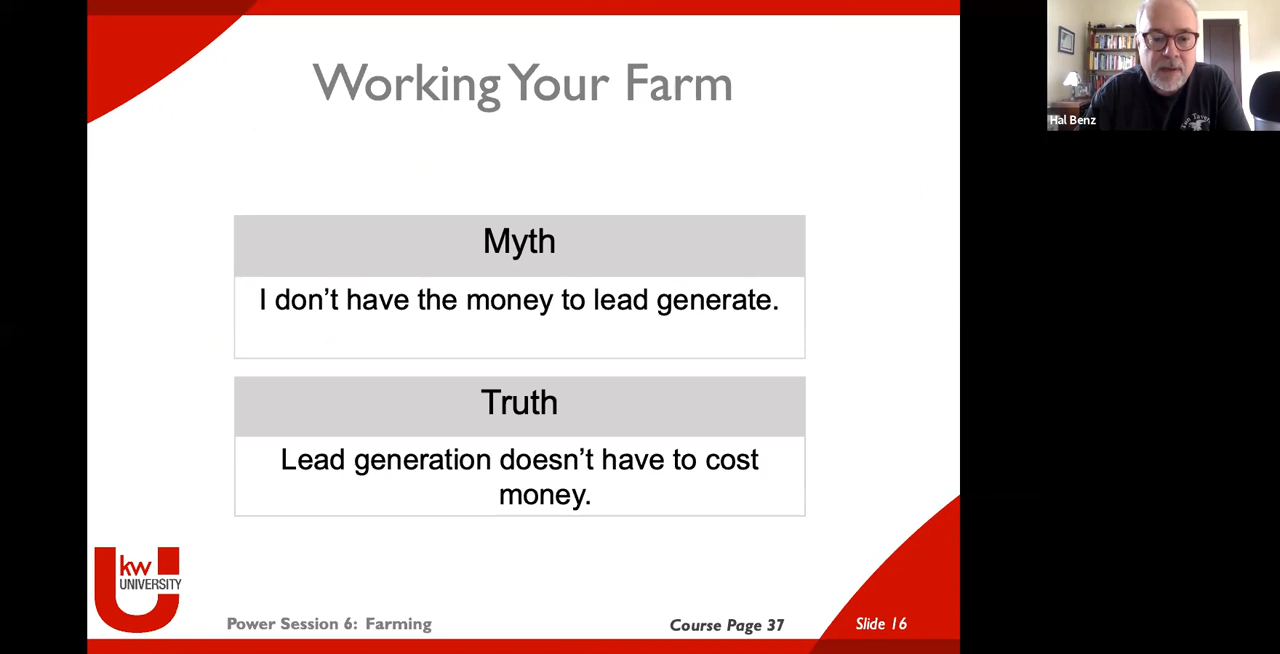 Working Your Farm
Myth
I don’t have the money to lead generate.
Truth
Lead generation doesn’t have to cost
money.
kw
UNIVERSITY
Power Session 6: Farming
Course Page 37
Slide 16
Hal Benz